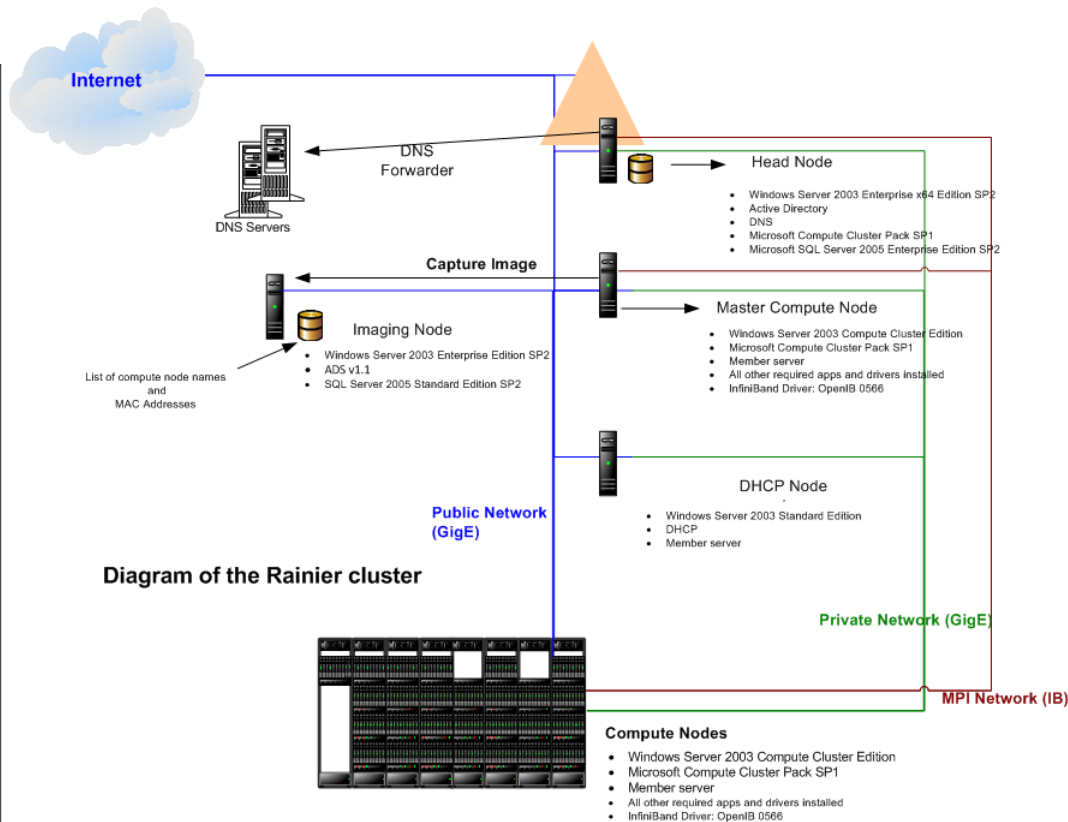 Internet
DNS
Forwarder
DNS Servers
Head Node
• Windows Server 2003 Enterprise x64 Edition SP2
• Active Directory
• DNS
• Microsoft Compute Cluster Pack SP1
• Microsoft SQL Server 2005 Enterprise Edition SP2
Capture Image
Master Compute Node
• Windows Server 2003 Compute Cluster Edition
• Microsoft Compute Cluster Pack SP1
• Member server
• All other required apps and drivers installed
• InfiniBand Driver: OpenIB 0566
Imaging Node
• Windows Server 2003 Enterprise Edition SP2
• ADS v1.1
• SQL Server 2005 Standard Edition SP2
List of compute node names
and
MAC Addresses
DHCP Node
• Windows Server 2003 Standard Edition
• DHCP
• Member server
Public Network
(GigE)
Diagram of the Rainier cluster
Private Network (GigE)
MPI Network (IB)
Compute Nodes
• Windows Server 2003 Compute Cluster Edition
• Microsoft Compute Cluster Pack SP1
• Member server
• All other required apps and drivers installed
• InfiniBand Driver: OpenIB 0566